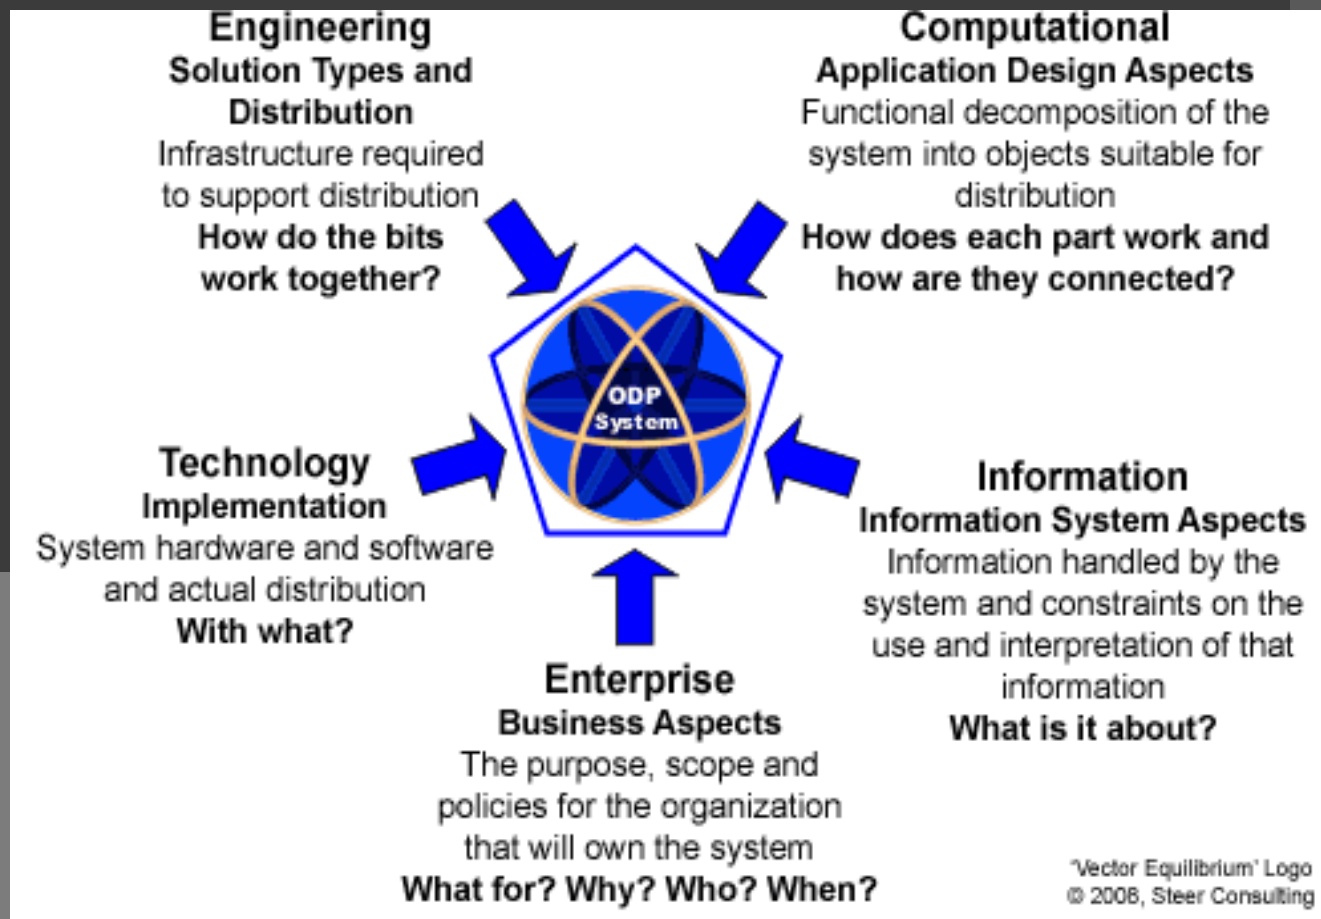 Engineering
Solution Types and
Distribution
Infrastructure required
to support distribution
How do the bits
work together?
Computational
Application Design Aspects
Functional decomposition of the
system into objects suitable for
distribution
How does each part work and
how are they connected?
ODP
System
Technology
Implementation
System hardware and software
and actual distribution
With what?
Information
Information System Aspects
Information handled by the
system and constraints on the
use and interpretation of that
information
What is it about?
Enterprise
Business Aspects
The purpose, scope and
policies for the organization
that will own the system
What for? Why? Who? When?
'Vector Equilibrium' Logo
© 2008, Steer Consulting